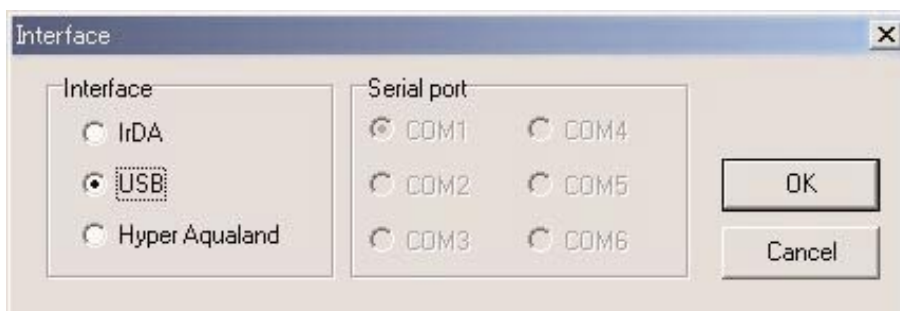 Interface
Interface
IrDA
USB
Hyper Aqualand
Serial port
COM1
COM4
COM2
COM5
COM3
COM6
OK
Cancel